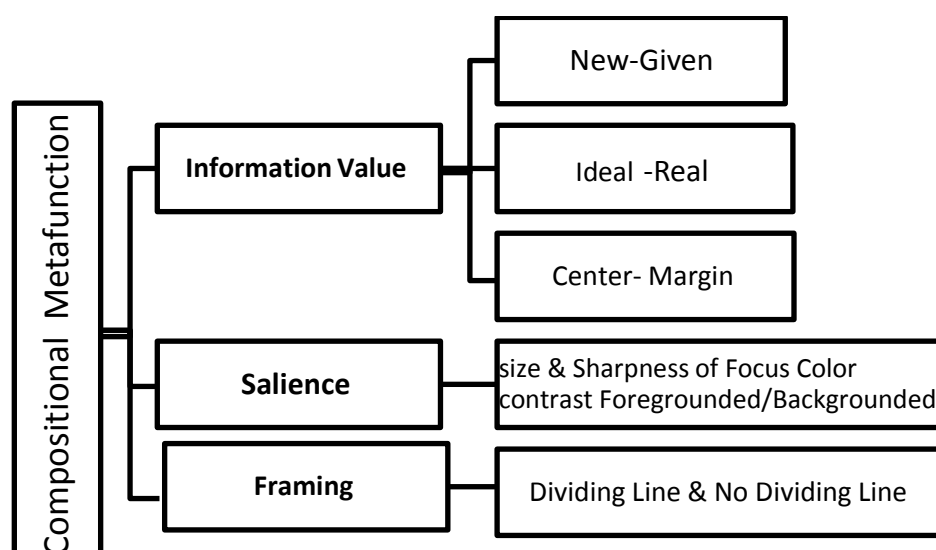 Compositional Metafunction
Information Value
New-Given
Ideal -Real
Center- Margin
Salience
size & Sharpness of Focus Color
contrast Foregrounded/Backgrounded
Framing
Dividing Line & No Dividing Line